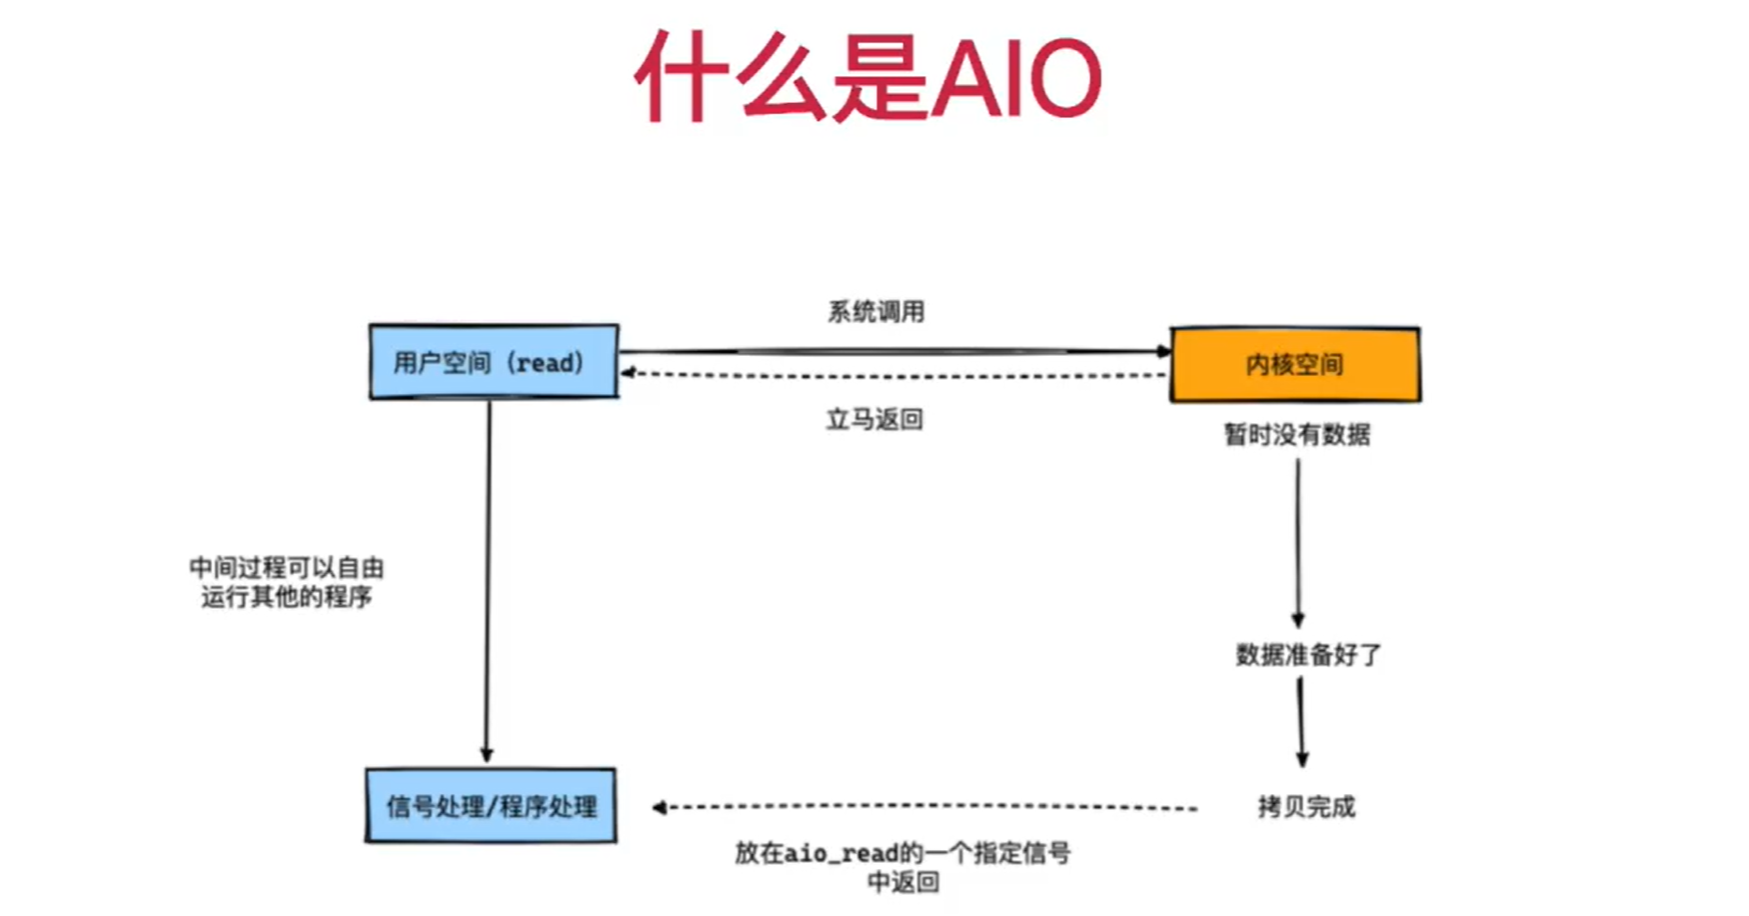 什么是AIO
系统调用
用户空间（read）
内核空间
立马返回
暂时没有数据
中间过程可以自由
运行其他的程序
数据准备好了
信号处理/程序处理
拷贝完成
放在aio_read的一个指定信号
中返回